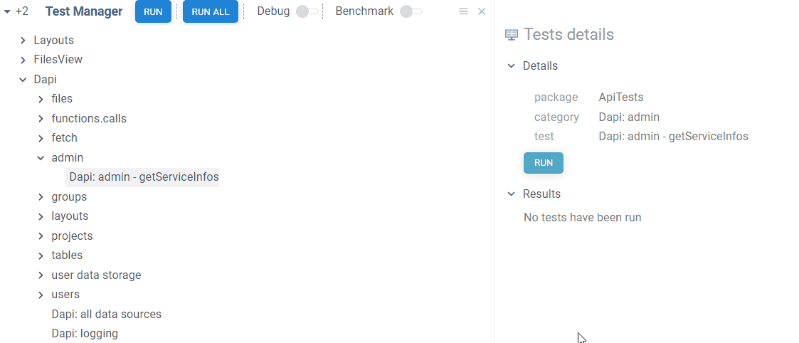 +2 Test Manager RUN RUN ALL Debug Benchmark
Layouts
FilesView
Dapi
files
functions.calls
fetch
admin
Dapi: admin - getServiceInfos
groups
layouts
projects
tables
user data storage
users
Dapi: all data sources
Dapi: logging
Tests details
Details
package ApiTests
category Dapi: admin
test Dapi: admin - getServiceInfos
RUN
Results
No tests have been run